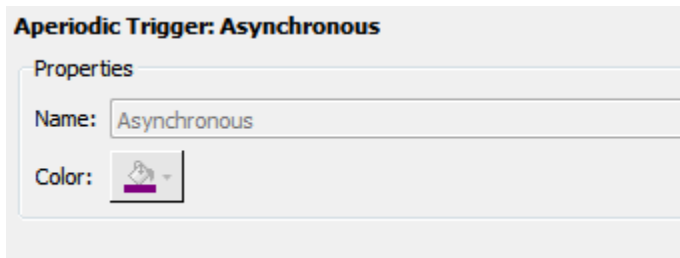 Aperiodic Trigger: Asynchronous
Properties
Name: Asynchronous
Color: